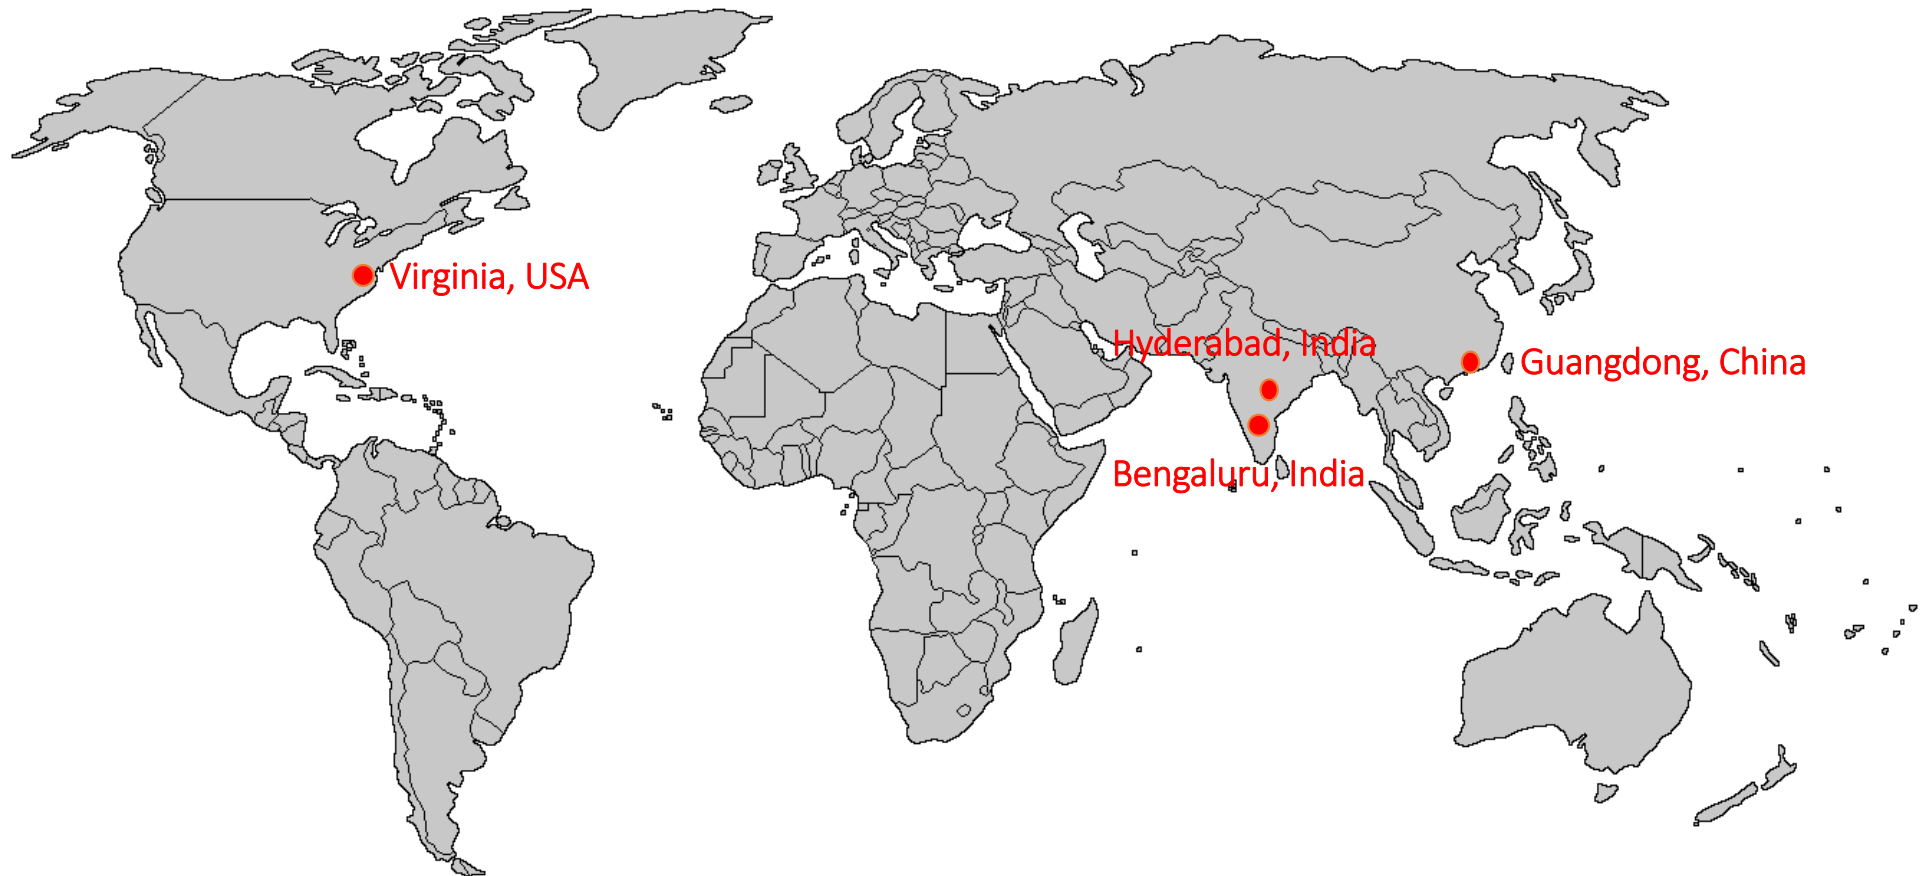 Virginia, USA
Hyderabad, India
Guangdong, China
Bengaluru, India